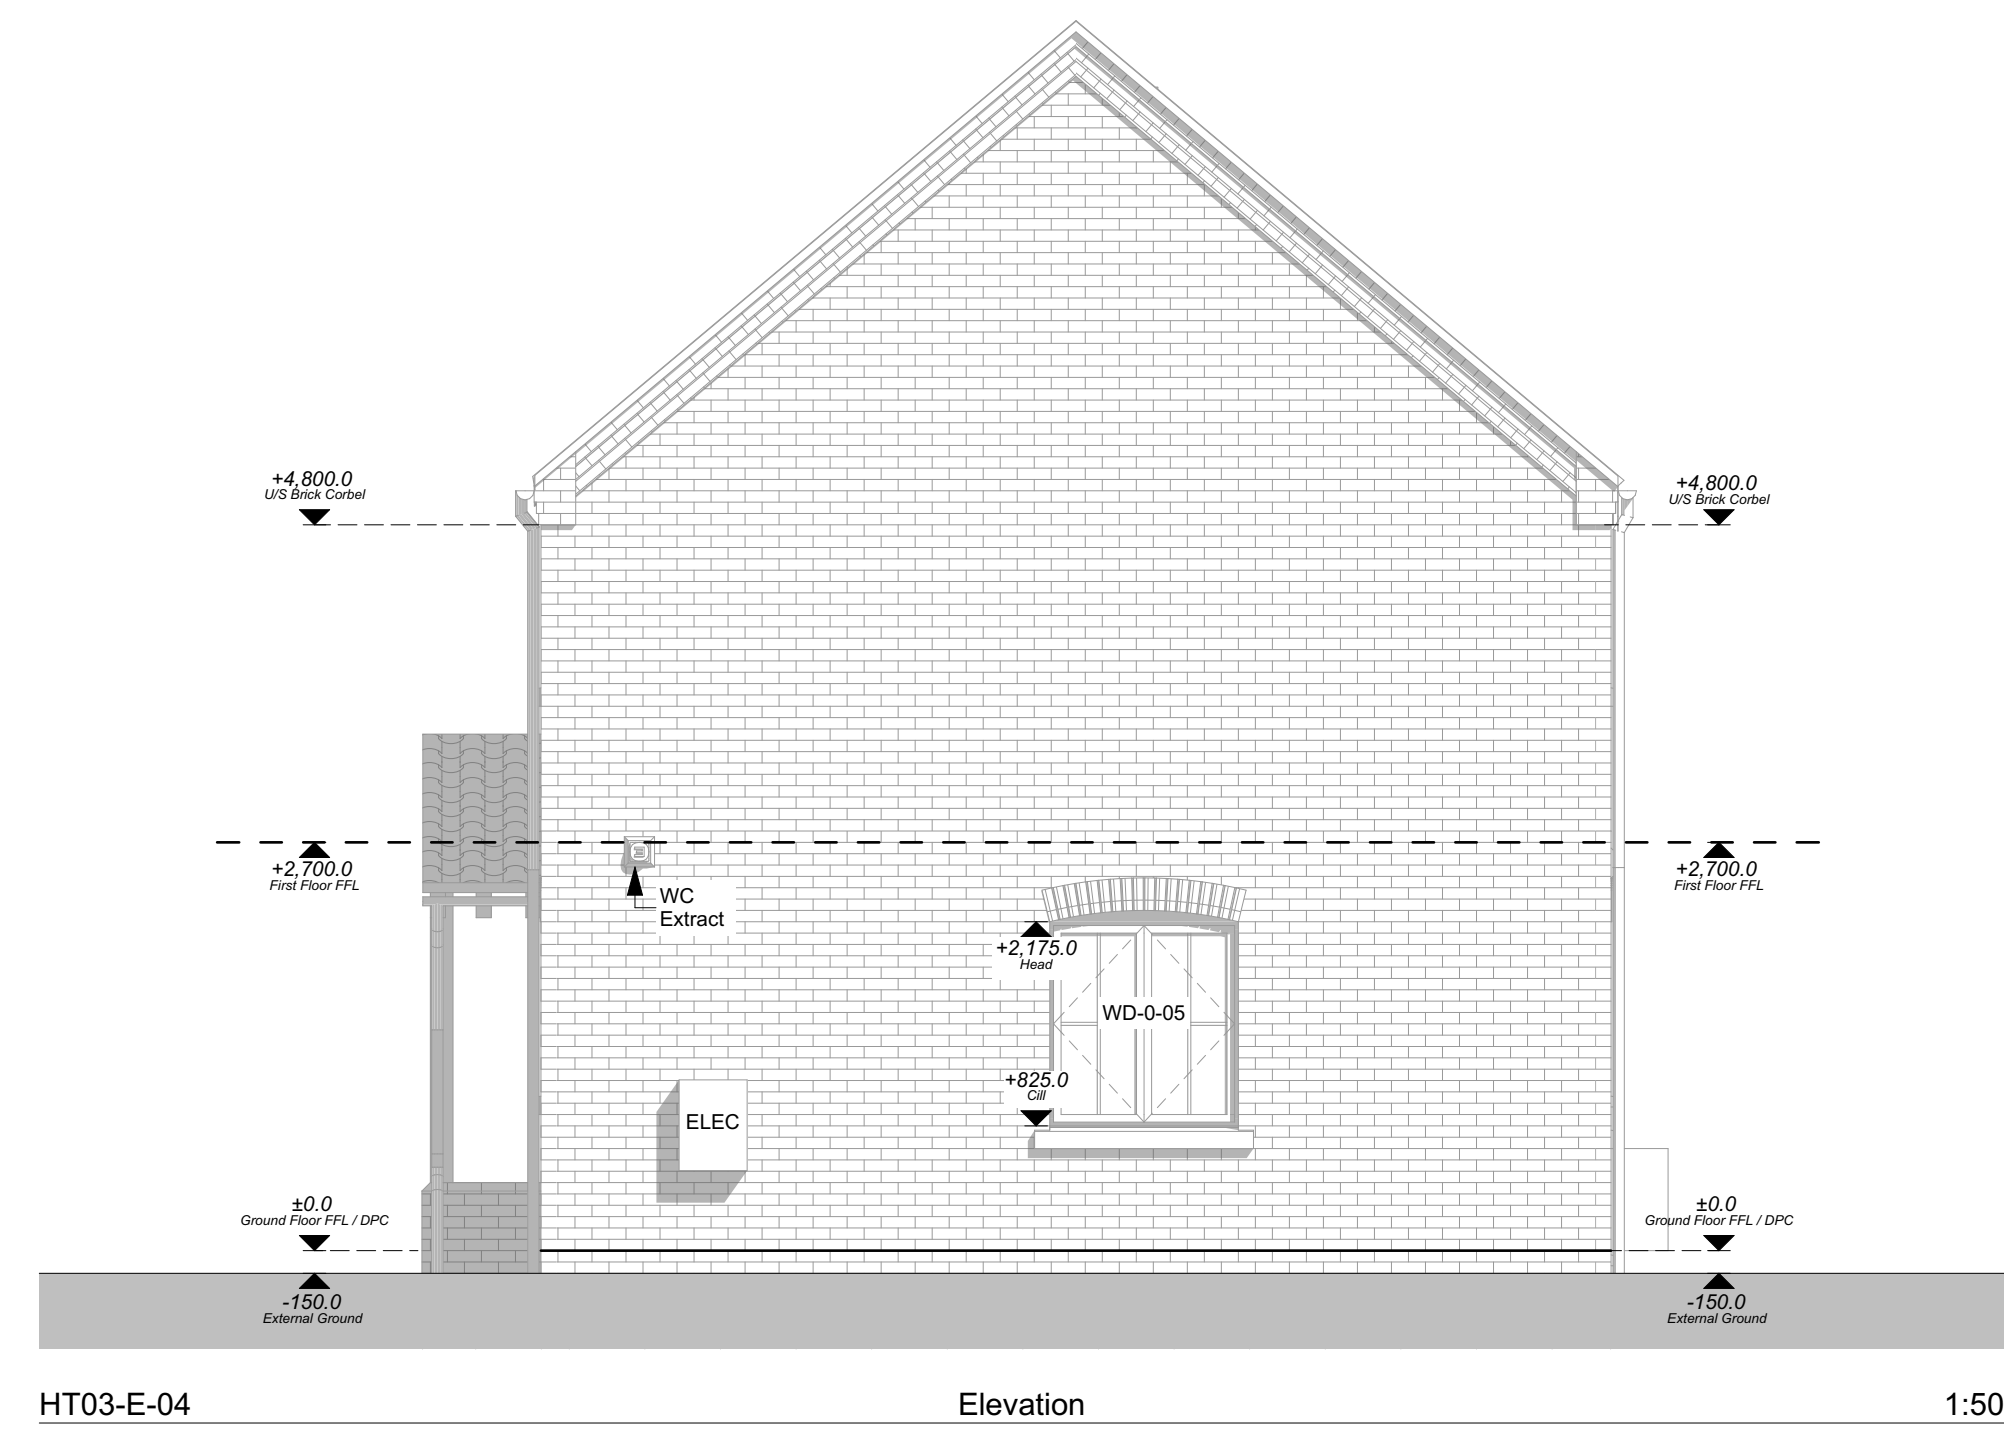 +4,800.0
U/S Brick Corbel
+4,800.0
U/S Brick Corbel
+2,700.0
First Floor FFL
+2,700.0
First Floor FFL
WC
Extract
+2,175.0
Head
WD-0-05
+825.0
Cill
ELEC
±0.0
Ground Floor FFL / DPC
±0.0
Ground Floor FFL / DPC
-150.0
External Ground
-150.0
External Ground
HT03-E-04
Elevation
1:50